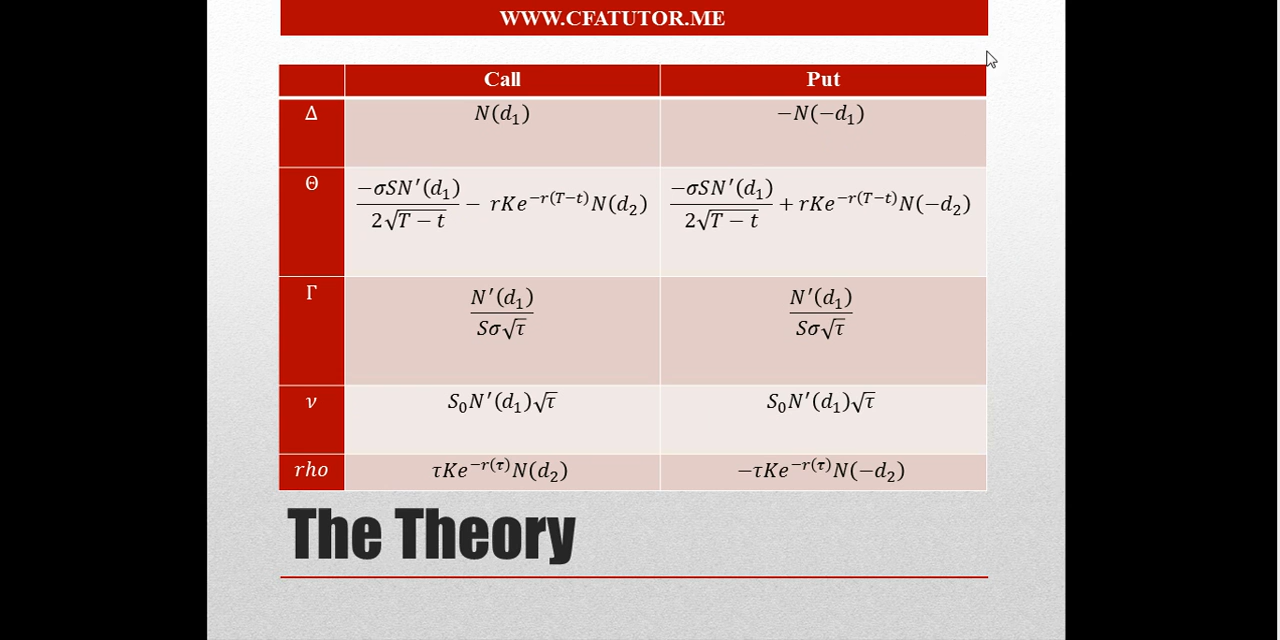 WWW.CFATUTOR.ME
Call Put
Δ N(d₁) −N(−d₁)
Θ −σSN′(d₁)/2√T − t − rKe^−r(T−t)N(d₂) −σSN′(d₁)/2√T − t + rKe^−r(T−t)N(−d₂)
Γ N′(d₁)/Sσ√τ N′(d₁)/Sσ√τ
ν S₀N′(d₁)√τ S₀N′(d₁)√τ
rho τKe^−r(τ)N(d₂) −τKe^−r(τ)N(−d₂)
The Theory